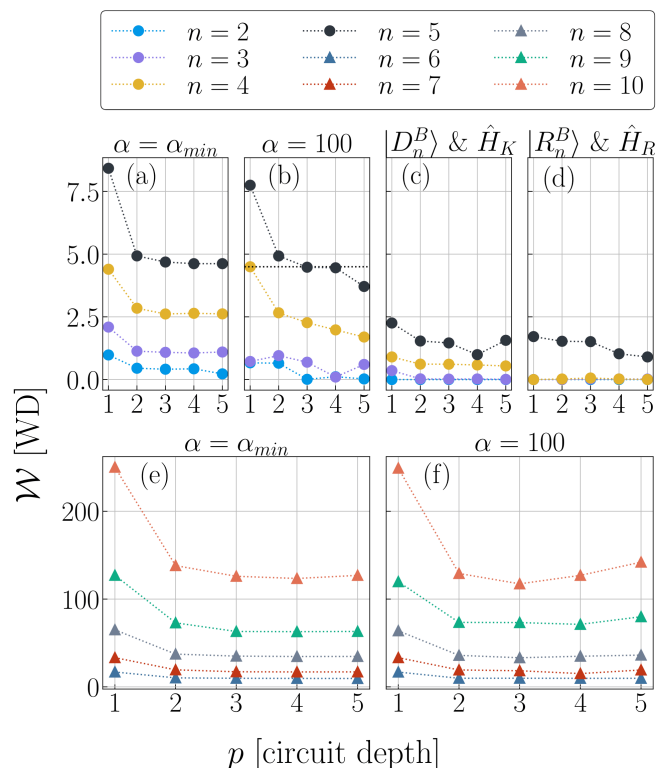 n = 2 n = 5 n = 8
n = 3 n = 6 n = 9
n = 4 n = 7 n = 10
α = α_min α = 100 |D_n^B⟩ & Ĥ_K |R_n^B⟩ & Ĥ_R
(a) (b) (c) (d)
7.5
5.0
2.5
0.0
1 2 3 4 5 1 2 3 4 5 1 2 3 4 5 1 2 3 4 5
𝒲 [WD]
α = α_min α = 100
(e) (f)
200
100
0
1 2 3 4 5 1 2 3 4 5
p [circuit depth]